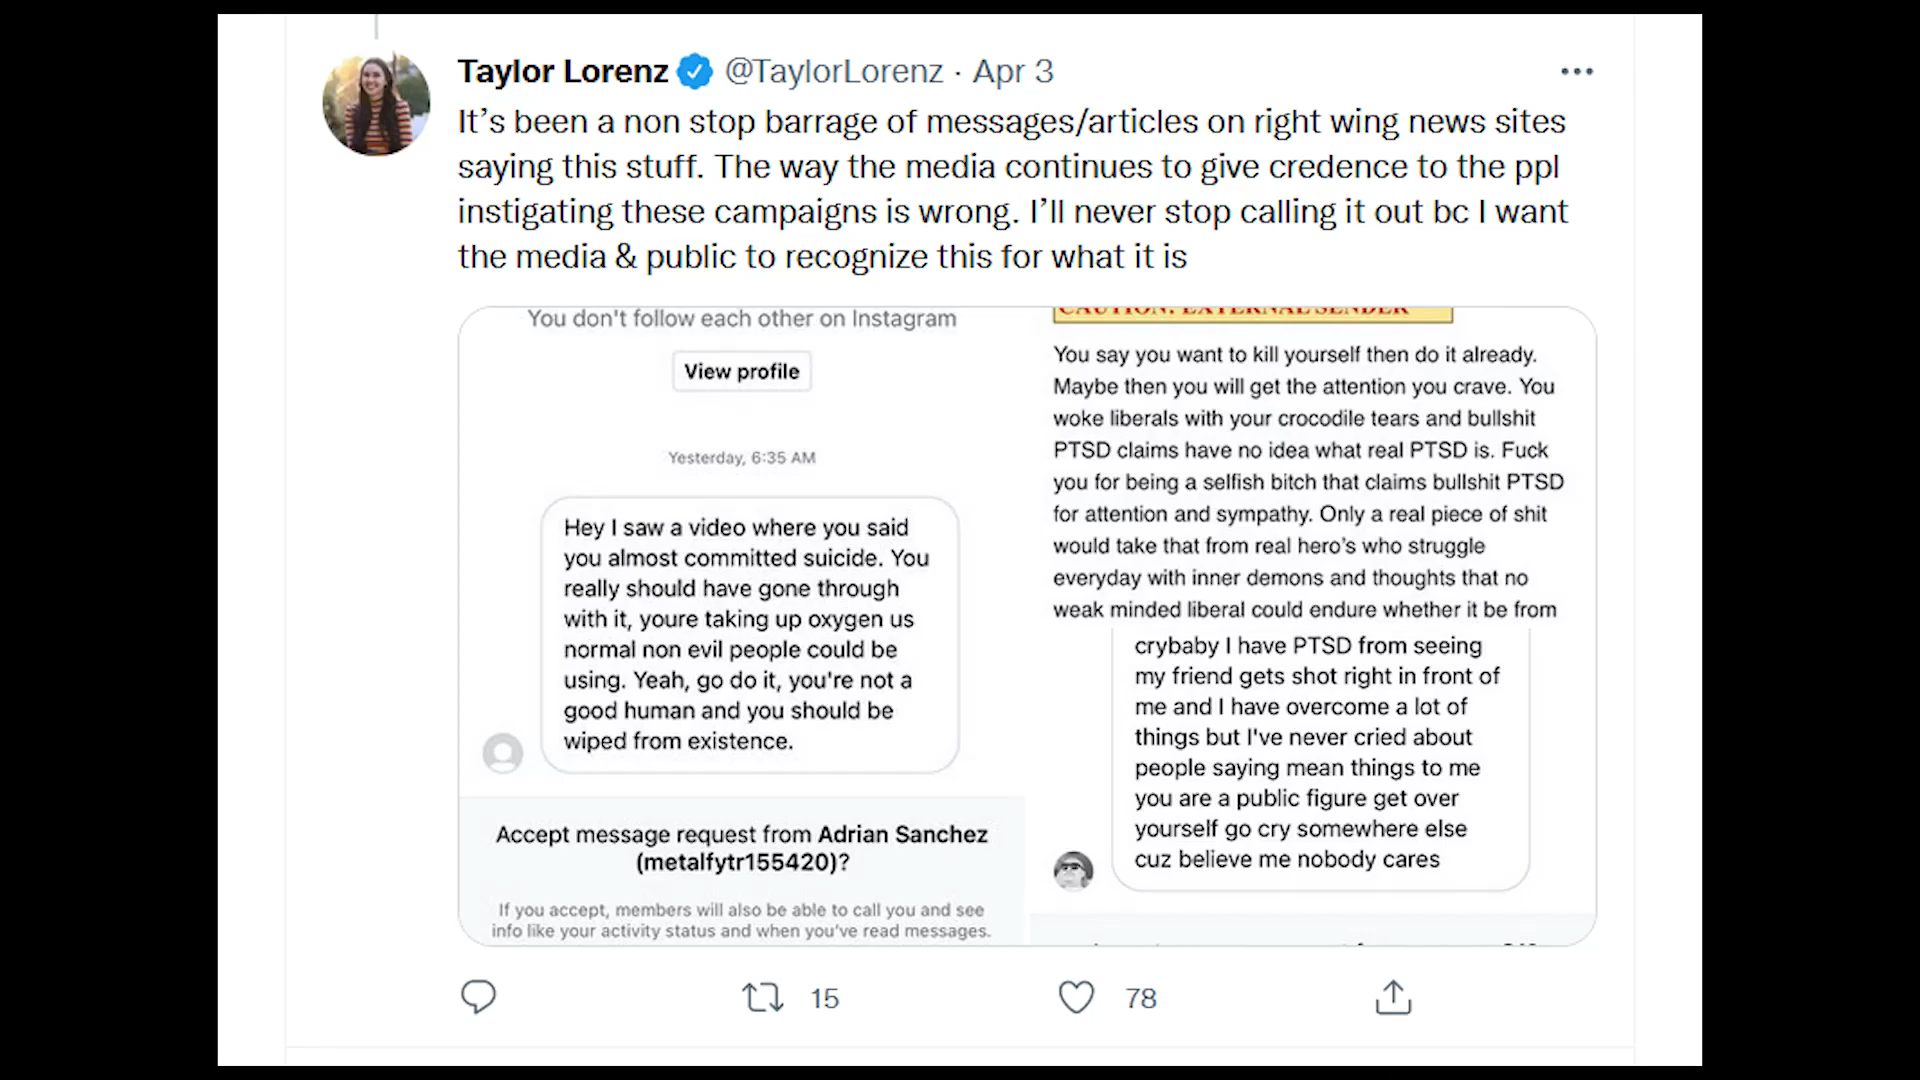 Taylor Lorenz @TaylorLorenz · Apr 3
It's been a non stop barrage of messages/articles on right wing news sites
saying this stuff. The way the media continues to give credence to the ppl
instigating these campaigns is wrong. I'll never stop calling it out bc I want
the media & public to recognize this for what it is
You don't follow each other on Instagram
View profile
Yesterday, 6:35 AM
Hey I saw a video where you said
you almost committed suicide. You
really should have gone through
with it, youre taking up oxygen us
normal non evil people could be
using. Yeah, go do it, you're not a
good human and you should be
wiped from existence.
Accept message request from Adrian Sanchez
(metalfytr155420)?
If you accept, members will also be able to call you and see
info like your activity status and when you've read messages.
CAUTION: EXTERNAL SENDER
You say you want to kill yourself then do it already.
Maybe then you will get the attention you crave. You
woke liberals with your crocodile tears and bullshit
PTSD claims have no idea what real PTSD is. Fuck
you for being a selfish bitch that claims bullshit PTSD
for attention and sympathy. Only a real piece of shit
would take that from real hero's who struggle
everyday with inner demons and thoughts that no
weak minded liberal could endure whether it be from
crybaby I have PTSD from seeing
my friend gets shot right in front of
me and I have overcome a lot of
things but I've never cried about
people saying mean things to me
you are a public figure get over
yourself go cry somewhere else
cuz believe me nobody cares
15
78